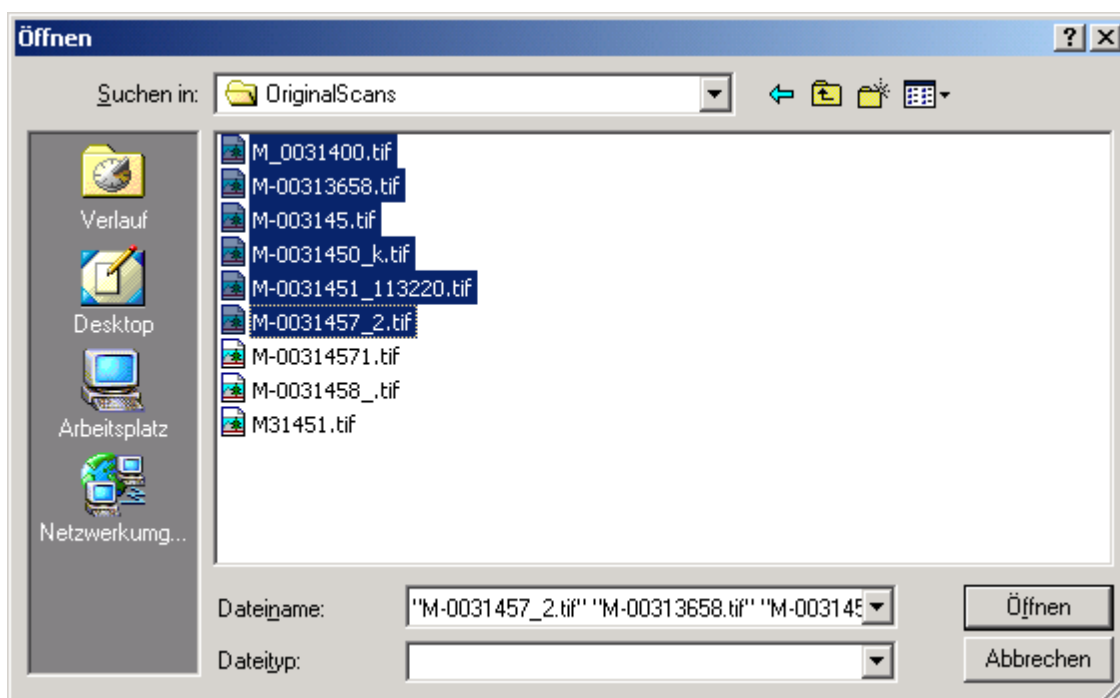 Öffnen
Suchen in: OriginalScans
Verlauf
Desktop
Arbeitsplatz
Netzwerkumg...
M_0031400.tif
M-00313658.tif
M-003145.tif
M-0031450_k.tif
M-0031451_113220.tif
M-0031457_2.tif
M-00314571.tif
M-0031458_.tif
M31451.tif
Dateiname: "M-0031457_2.tif" "M-00313658.tif" "M-003145 Öffnen
Dateityp: Abbrechen